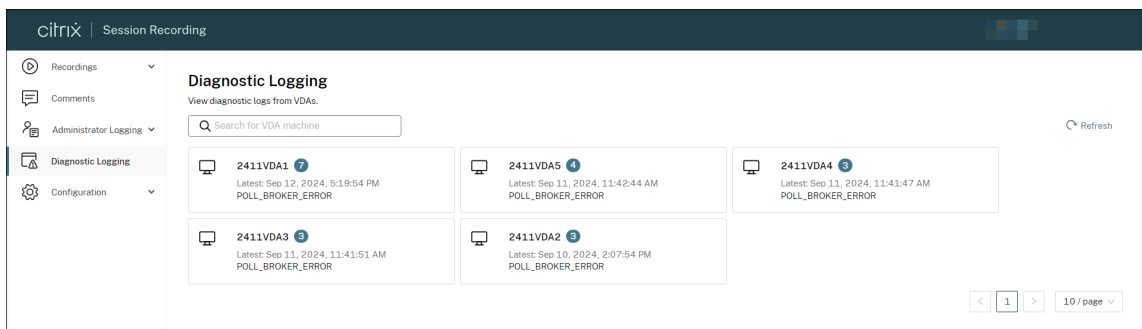 citrix | Session Recording
Recordings
Comments
Administrator Logging
Diagnostic Logging
Configuration
Diagnostic Logging
View diagnostic logs from VDAs.
Search for VDA machine
Refresh
2411VDA1 7
Latest: Sep 12, 2024, 5:19:54 PM
POLL_BROKER_ERROR
2411VDA5 4
Latest: Sep 11, 2024, 11:42:44 AM
POLL_BROKER_ERROR
2411VDA4 3
Latest: Sep 11, 2024, 11:41:47 AM
POLL_BROKER_ERROR
2411VDA3 3
Latest: Sep 11, 2024, 11:41:51 AM
POLL_BROKER_ERROR
2411VDA2 3
Latest: Sep 10, 2024, 2:07:54 PM
POLL_BROKER_ERROR
< 1 > 10 / page